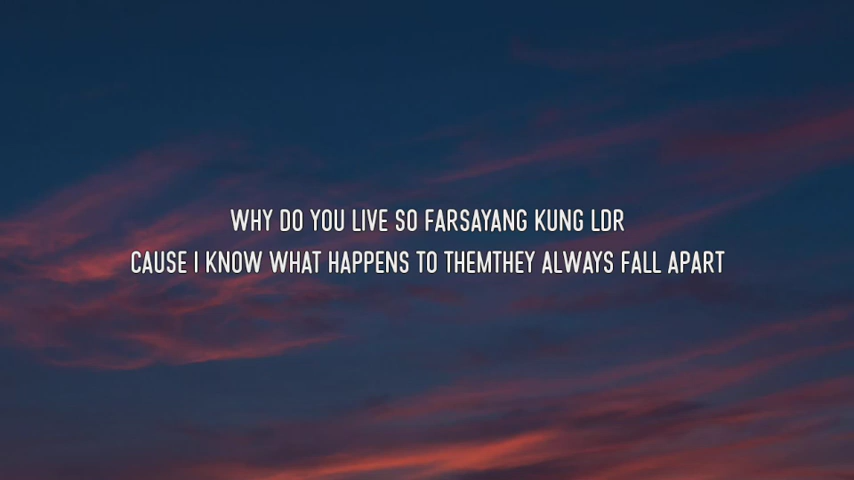 WHY DO YOU LIVE SO FARSAYANG KUNG LDR
CAUSE I KNOW WHAT HAPPENS TO THEMTHEY ALWAYS FALL APART